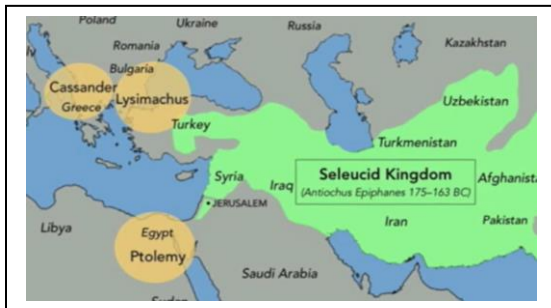 Poland
Ukraine
Russia
Kazakhstan
Romania
Bulgaria
Cassander
Lysimachus
Greece
Uzbekistan
Turkey
Turkmenistan
Syria
Seleucid Kingdom
(Antiochus Epiphanes 175–163 BC)
Iraq
Afghanista
JERUSALEM
Libya
Egypt
Ptolemy
Iran
Pakistan
Saudi Arabia